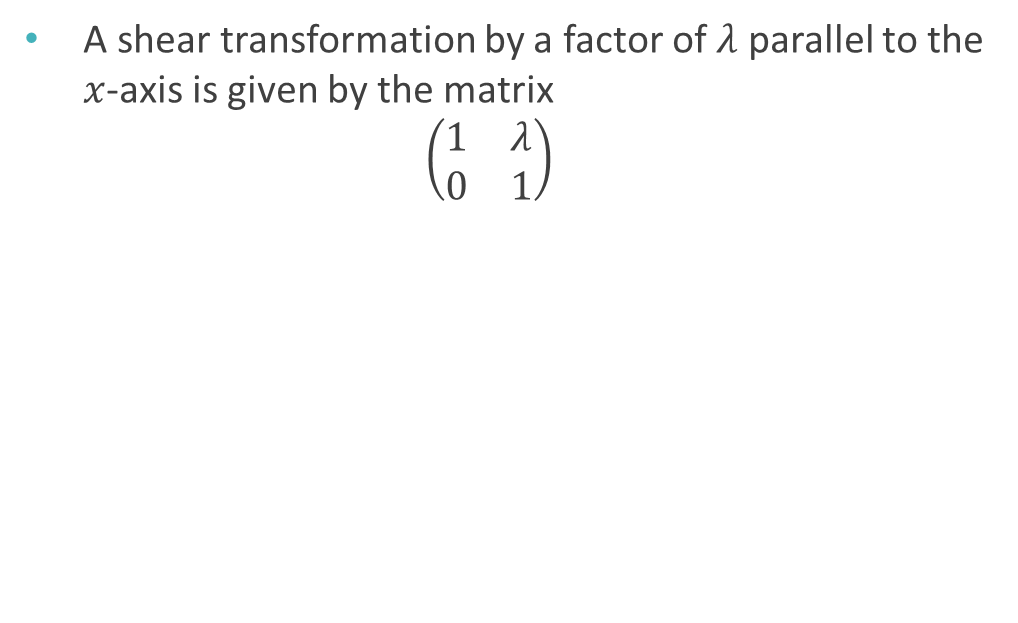 • A shear transformation by a factor of 𝜆 parallel to the
𝑥-axis is given by the matrix
(1 𝜆
0 1)